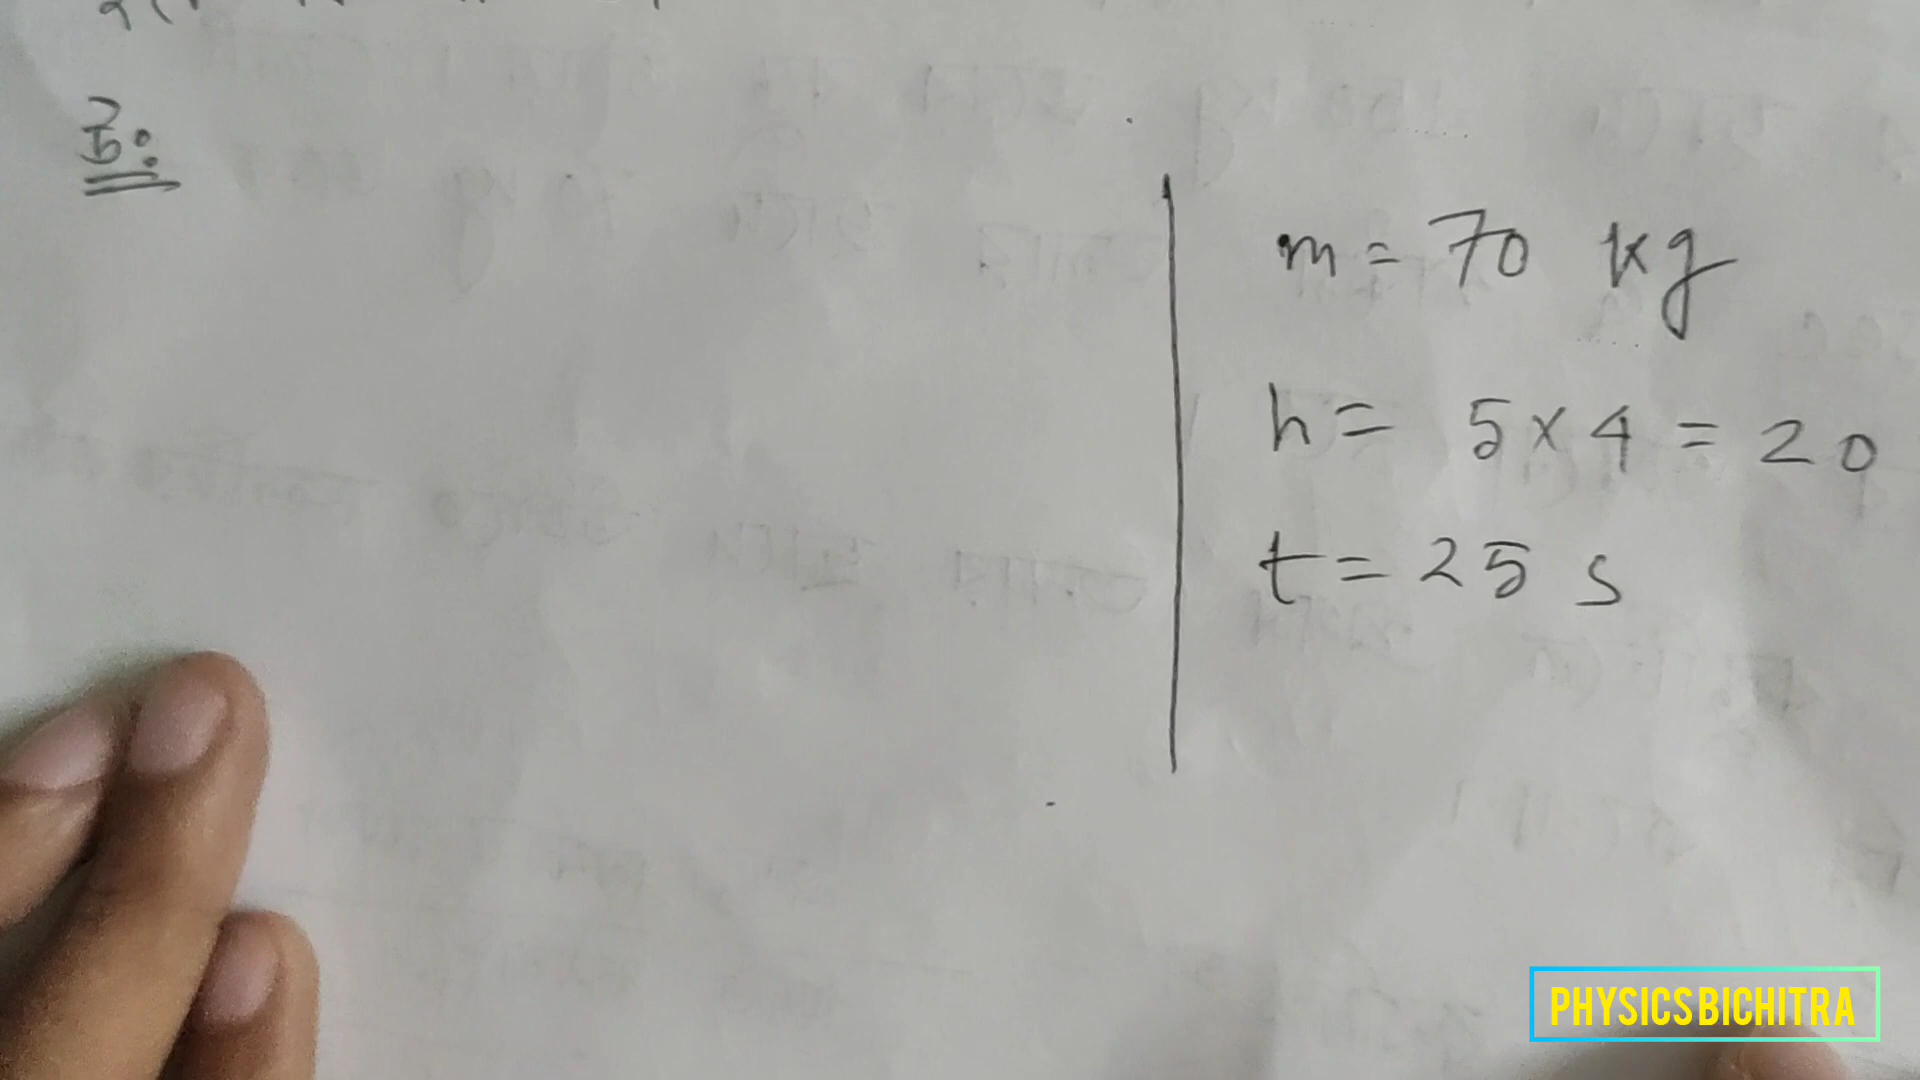 উঃ
m = 70 kg
h = 5 × 4 = 20
t = 25 s
PHYSICS BICHITRA